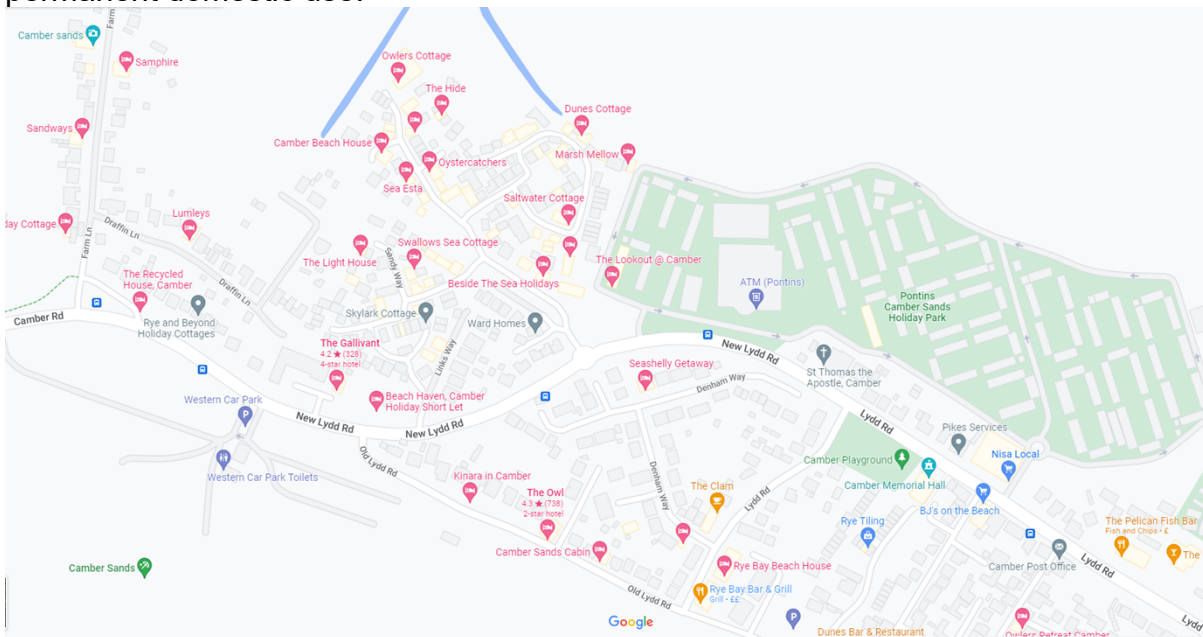 permanent domestic use.
Camber sands
Farm
Samphire
Owlers Cottage
The Hide
Dunes Cottage
Sandways
Camber Beach House
Oystercatchers
Marsh Mellow
Sea Esta
Saltwater Cottage
day Cottage
Lumleys
Draffin Ln
Farm Ln
The Light House
Swallows Sea Cottage
Sandy Way
The Lookout @ Camber
Beside The Sea Holidays
The Recycled
House, Camber
Draffin Ln
ATM (Pontins)
Pontins
Camber Sands
Holiday Park
Camber Rd
Rye and Beyond
Holiday Cottages
Skylark Cottage
Ward Homes
The Gallivant
4.2 ★ (328)
4-star hotel
Links Way
New Lydd Rd
Seashelly Getaway
St Thomas the
Apostle, Camber
Denham Way
Beach Haven, Camber
Holiday Short Let
Western Car Park
P
New Lydd Rd
New Lydd Rd
Lydd Rd
Pikes Services
Old Lydd Rd
Camber Playground
Nisa Local
Western Car Park Toilets
Kinara in Camber
Denham Way
Camber Memorial Hall
The Owl
4.3 ★ (738)
2-star hotel
The Clam
Lydd Rd
BJ's on the Beach
Rye Tiling
The Pelican Fish Bar
Fish and Chips · £
The
Camber Sands Cabin
Camber Sands
Rye Bay Beach House
Camber Post Office
Lydd Rd
Old Lydd Rd
Rye Bay Bar & Grill
Grill · ££
Google
P
Dunes Bar & Restaurant
Owlers Retreat Camber
Lydd